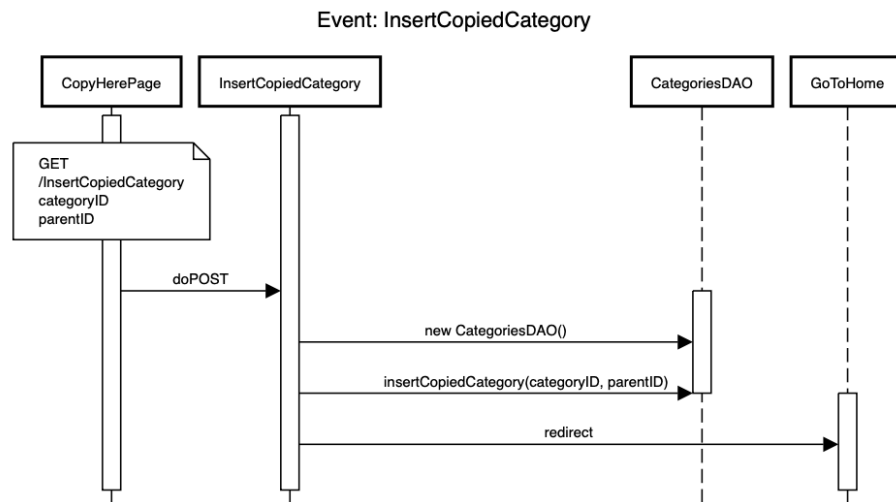 Event: InsertCopiedCategory
CopyHerePage
InsertCopiedCategory
CategoriesDAO
GoToHome
GET
/InsertCopiedCategory
categoryID
parentID
doPOST
new CategoriesDAO()
insertCopiedCategory(categoryID, parentID)
redirect